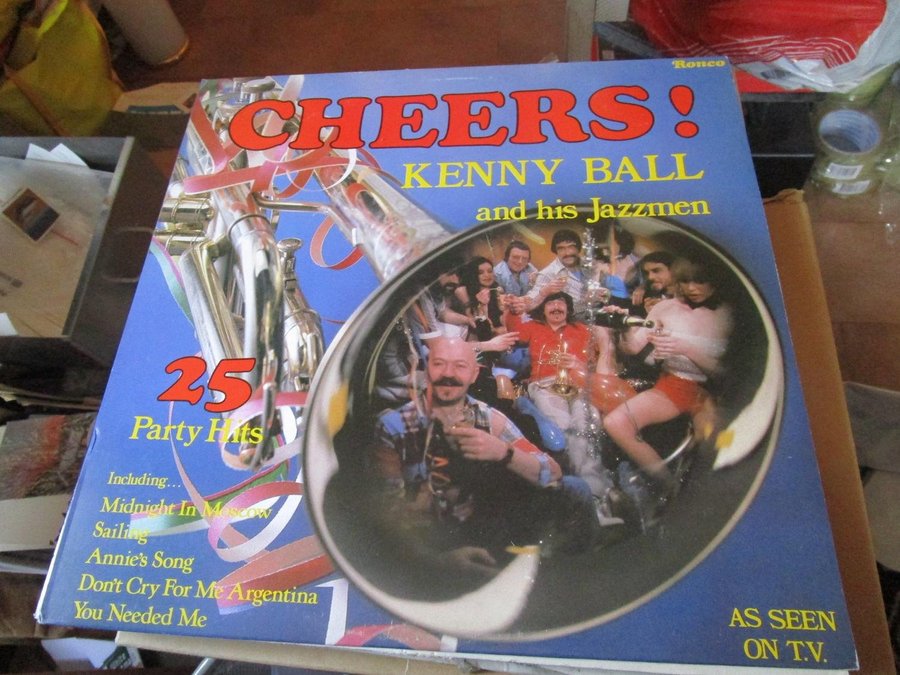 Ronco
CHEERS!
KENNY BALL
and his Jazzmen
25
Party Hits
Including...
Midnight In Moscow
Sailing
Annie's Song
Don't Cry For Me Argentina
You Needed Me
AS SEEN
ON T.V.